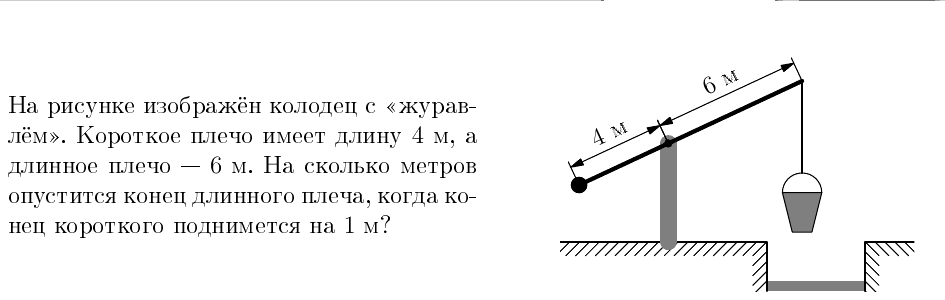 На рисунке изображён колодец с «журав-
лём». Короткое плечо имеет длину 4 м, а
длинное плечо — 6 м. На сколько метров
опустится конец длинного плеча, когда ко-
нец короткого поднимется на 1 м?
4 м
6 м